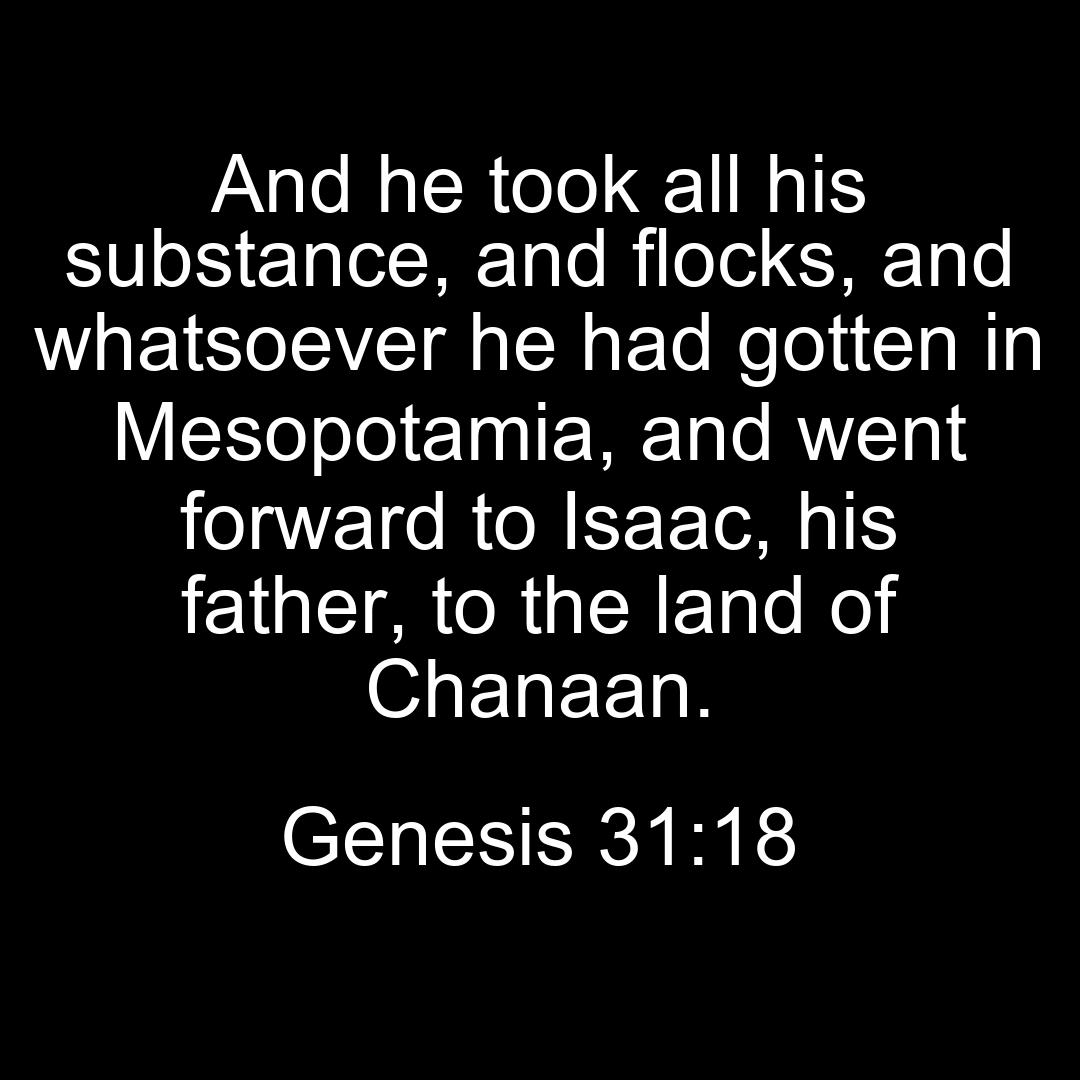 And he took all his
substance, and flocks, and
whatsoever he had gotten in
Mesopotamia, and went
forward to Isaac, his
father, to the land of
Chanaan.
Genesis 31:18